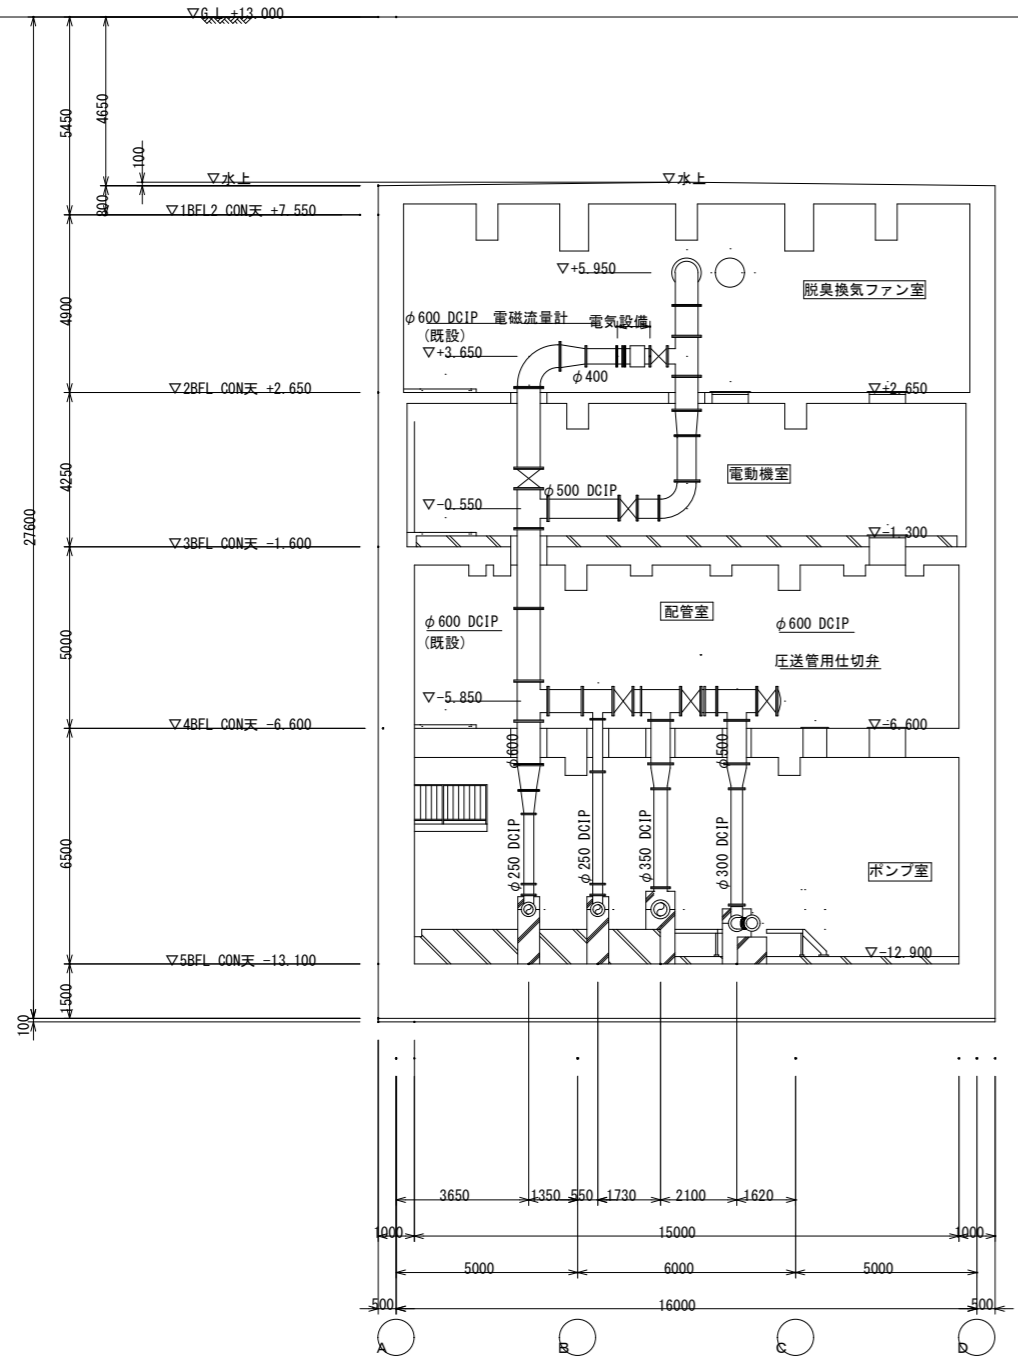 ▽G.L +13.000
4650
5450
100
▽水上
▽水上
800
▽1BFL2 CON天 +7.550
▽+5.950
脱臭換気ファン室
4900
φ600 DCIP 電磁流量計
電気設備
(既設)
▽+3.650
φ400
▽2BFL CON天 +2.650
▽+2.650
電動機室
4250
φ500 DCIP
▽-0.550
27600
▽-1.300
▽3BFL CON天 -1.600
配管室
φ600 DCIP
(既設)
φ600 DCIP
5000
圧送管用仕切弁
▽-5.850
▽4BFL CON天 -6.600
▽-6.600
φ600
φ500
6500
φ250 DCIP
φ250 DCIP
φ350 DCIP
φ300 DCIP
ポンプ室
▽5BFL CON天 -13.100
▽-12.900
1500
100
3650
1350
550
1730
2100
1620
1000
15000
1000
5000
6000
5000
500
16000
500
A
B
C
D